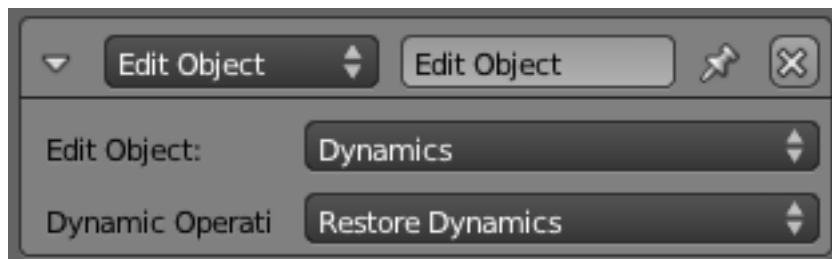 Edit Object Edit Object
Edit Object: Dynamics
Dynamic Operati Restore Dynamics